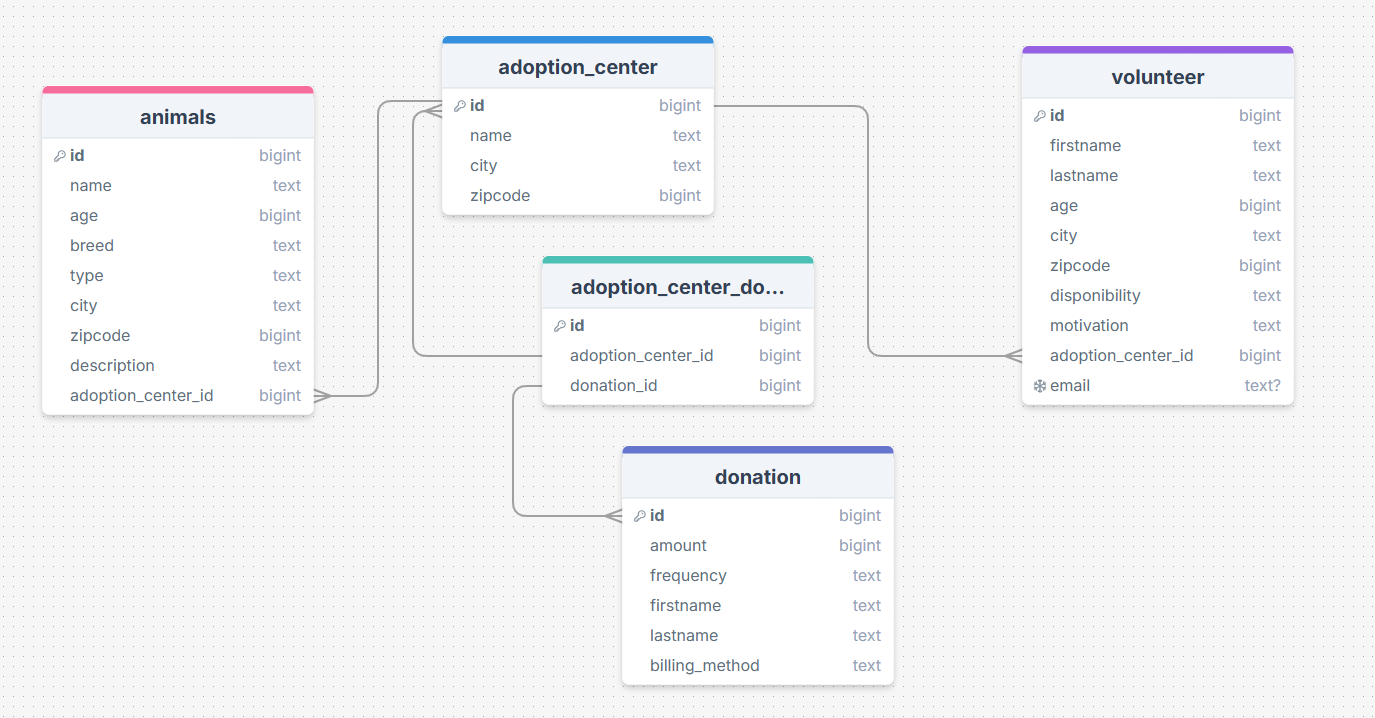 animals
id bigint
name text
age bigint
breed text
type text
city text
zipcode bigint
description text
adoption_center_id bigint
adoption_center
id bigint
name text
city text
zipcode bigint
adoption_center_do...
id bigint
adoption_center_id bigint
donation_id bigint
donation
id bigint
amount bigint
frequency text
firstname text
lastname text
billing_method text
volunteer
id bigint
firstname text
lastname text
age bigint
city text
zipcode bigint
disponibility text
motivation text
adoption_center_id bigint
email text?